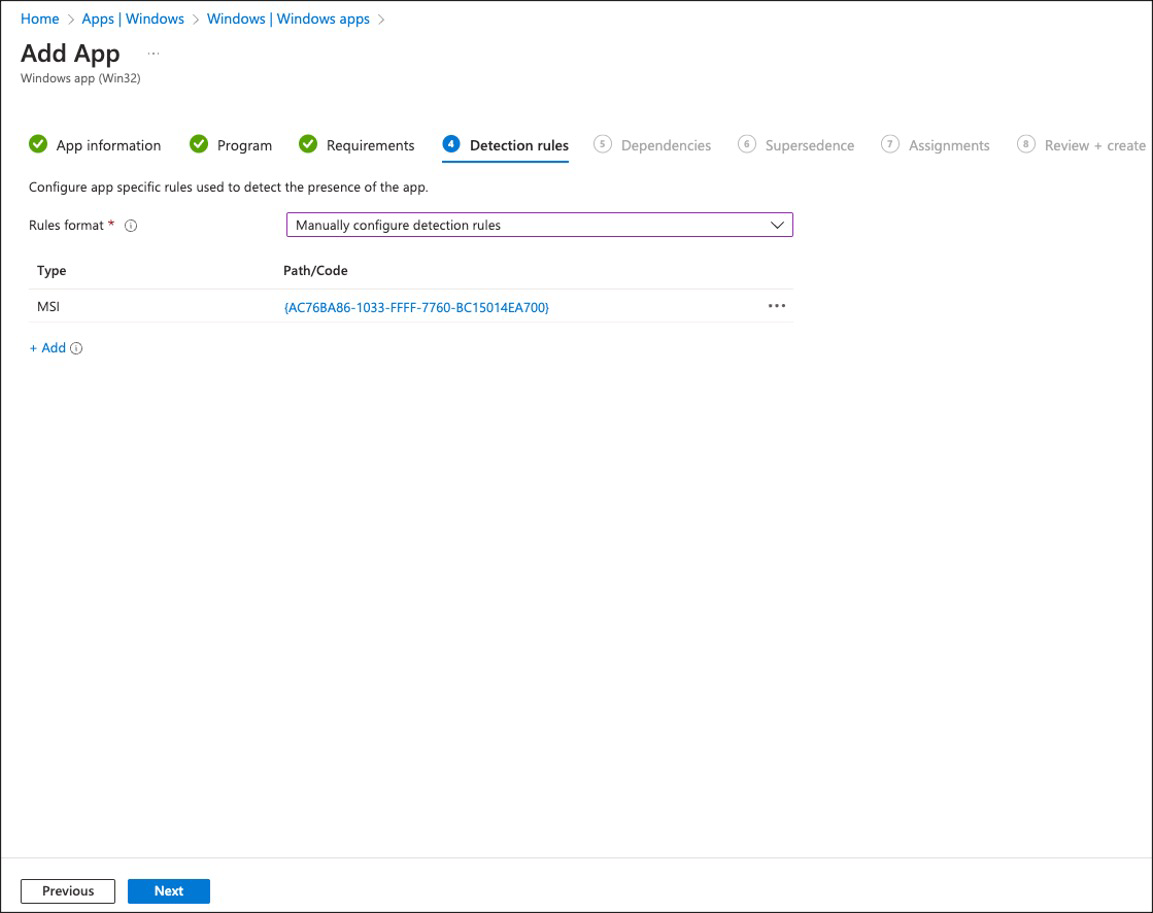 Home > Apps | Windows > Windows | Windows apps >
Add App ...
Windows app (Win32)
App information Program Requirements 4 Detection rules 5 Dependencies 6 Supersedence 7 Assignments 8 Review + create
Configure app specific rules used to detect the presence of the app.
Rules format * Manually configure detection rules
Type Path/Code
MSI {AC76BA86-1033-FFFF-7760-BC15014EA700} ...
+ Add
Previous Next